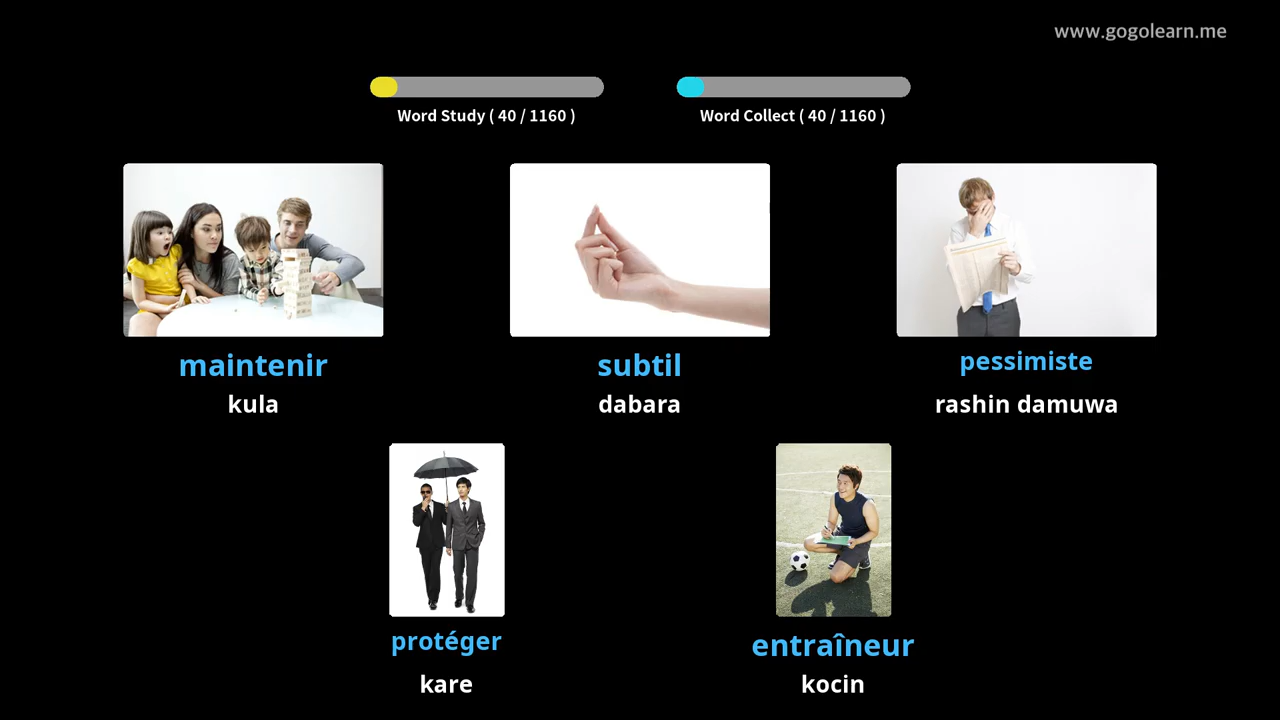 www.gogolearn.me
Word Study ( 40 / 1160 )
Word Collect ( 40 / 1160 )
maintenir
kula
subtil
dabara
pessimiste
rashin damuwa
protéger
kare
entraîneur
kocin